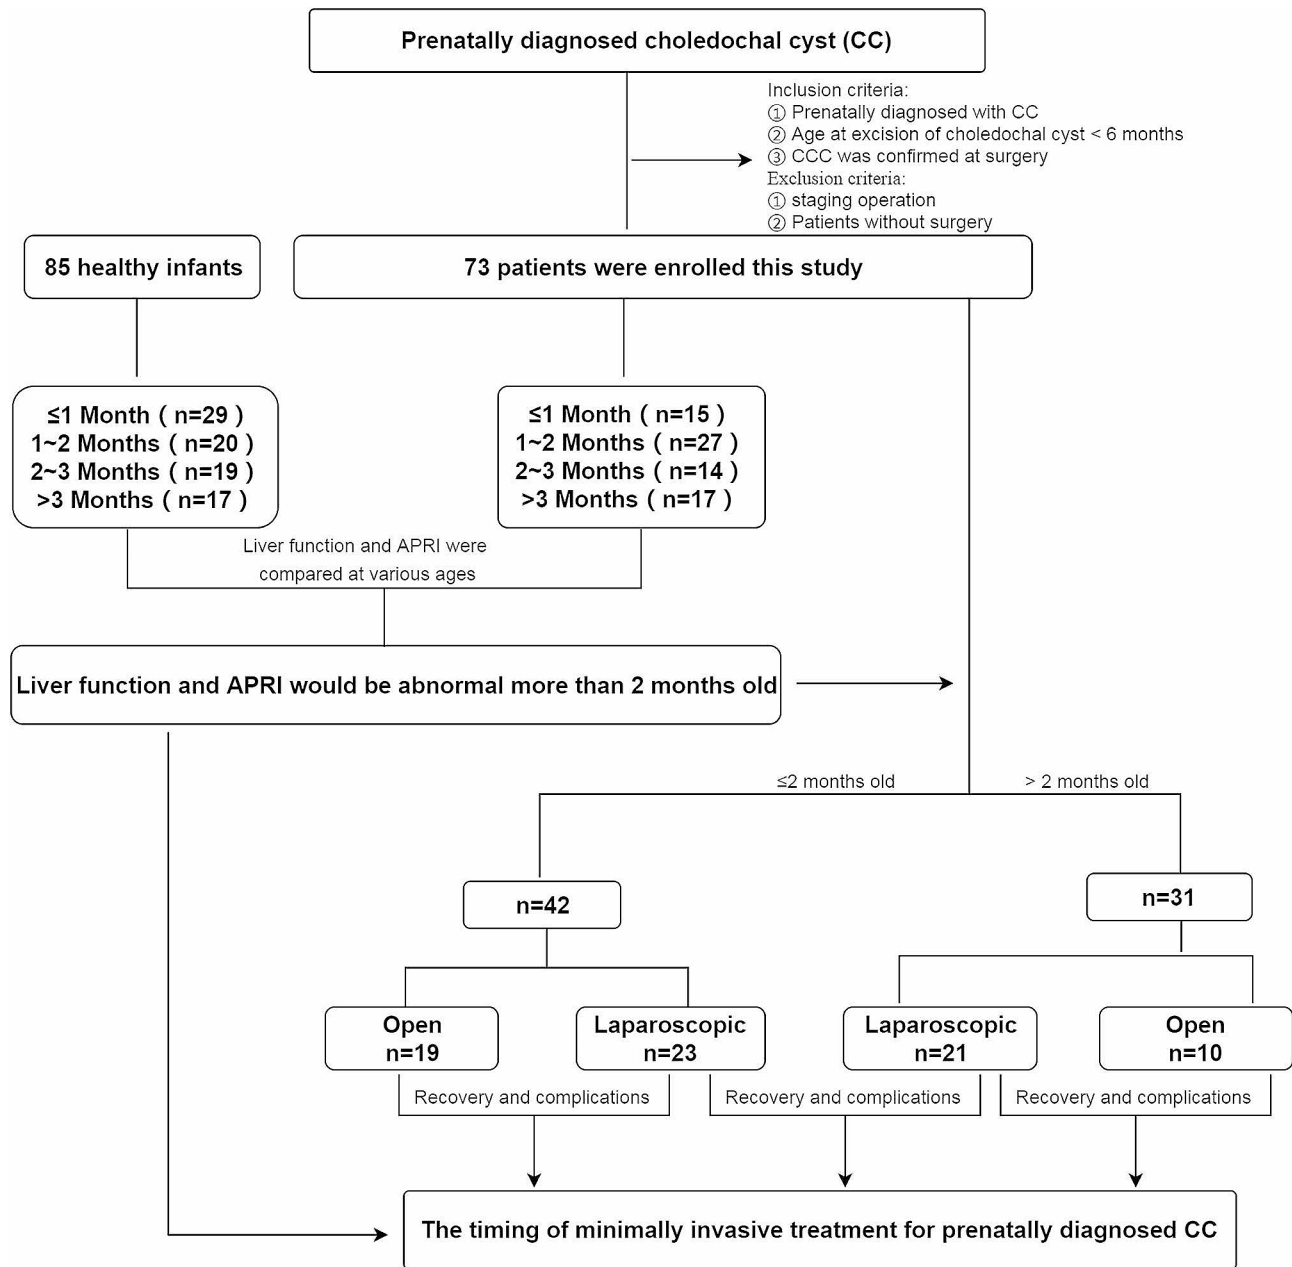 Prenatally diagnosed choledochal cyst (CC)
Inclusion criteria:
① Prenatally diagnosed with CC
② Age at excision of choledochal cyst < 6 months
③ CCC was confirmed at surgery
Exclusion criteria:
① staging operation
② Patients without surgery
85 healthy infants
73 patients were enrolled this study
≤1 Month ( n=29 )
1~2 Months ( n=20 )
2~3 Months ( n=19 )
>3 Months ( n=17 )
≤1 Month ( n=15 )
1~2 Months ( n=27 )
2~3 Months ( n=14 )
>3 Months ( n=17 )
Liver function and APRI were
compared at various ages
Liver function and APRI would be abnormal more than 2 months old
≤2 months old
> 2 months old
n=42
n=31
Open
n=19
Laparoscopic
n=23
Laparoscopic
n=21
Open
n=10
Recovery and complications
Recovery and complications
Recovery and complications
The timing of minimally invasive treatment for prenatally diagnosed CC